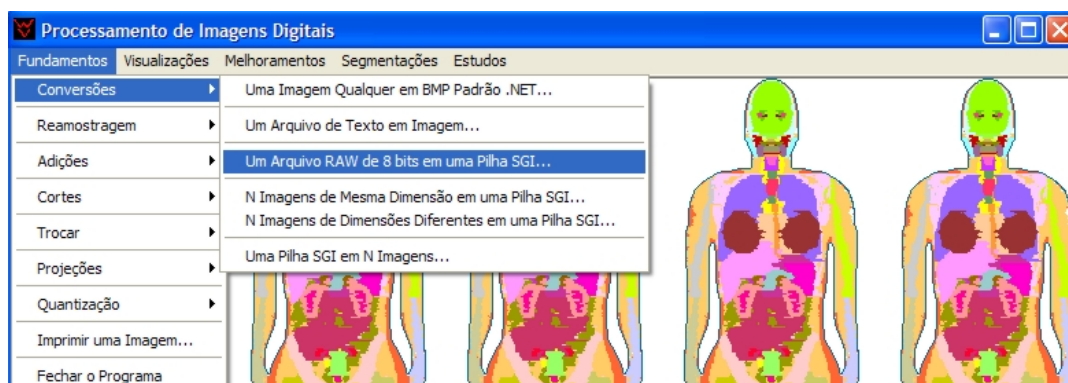 Processamento de Imagens Digitais
Fundamentos Visualizações Melhoramentos Segmentações Estudos
Conversões
Reamostragem
Adições
Cortes
Trocar
Projeções
Quantização
Imprimir uma Imagem...
Fechar o Programa
Uma Imagem Qualquer em BMP Padrão .NET...
Um Arquivo de Texto em Imagem...
Um Arquivo RAW de 8 bits em uma Pilha SGI...
N Imagens de Mesma Dimensão em uma Pilha SGI...
N Imagens de Dimensões Diferentes em uma Pilha SGI...
Uma Pilha SGI em N Imagens...